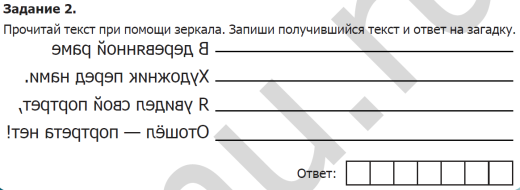 Задание 2.
Прочитай текст при помощи зеркала. Запиши получившийся текст и ответ на загадку.
В деревянной раме
Художник перед нами.
Я увидел свой портрет,
Отошёл — портрета нет!
Ответ: